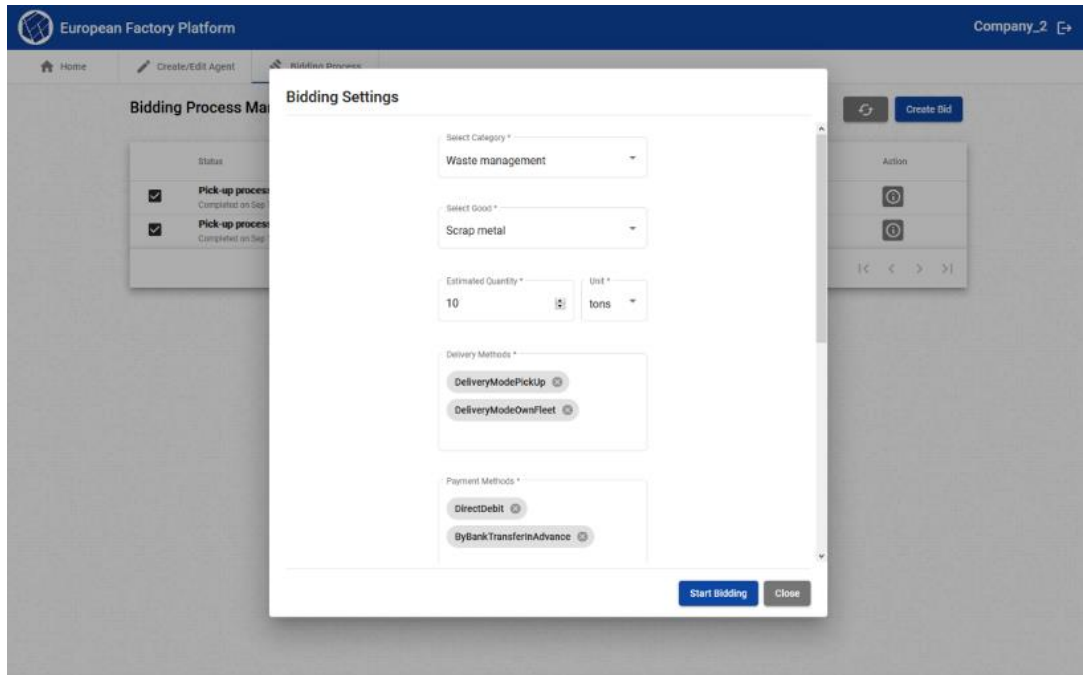 European Factory Platform
Company_2
Home
Create/Edit Agent
Bidding Process
Bidding Process Ma
Create Bid
Bidding Settings
Status
Action
Pick-up process
Completed on Sep
Pick-up process
Completed on Sep
Select Category *
Waste management
Select Good *
Scrap metal
Estimated Quantity *
10
Unit *
tons
Delivery Methods *
DeliveryModePickUp
DeliveryModeOwnFleet
Payment Methods *
DirectDebit
ByBankTransferInAdvance
Start Bidding
Close